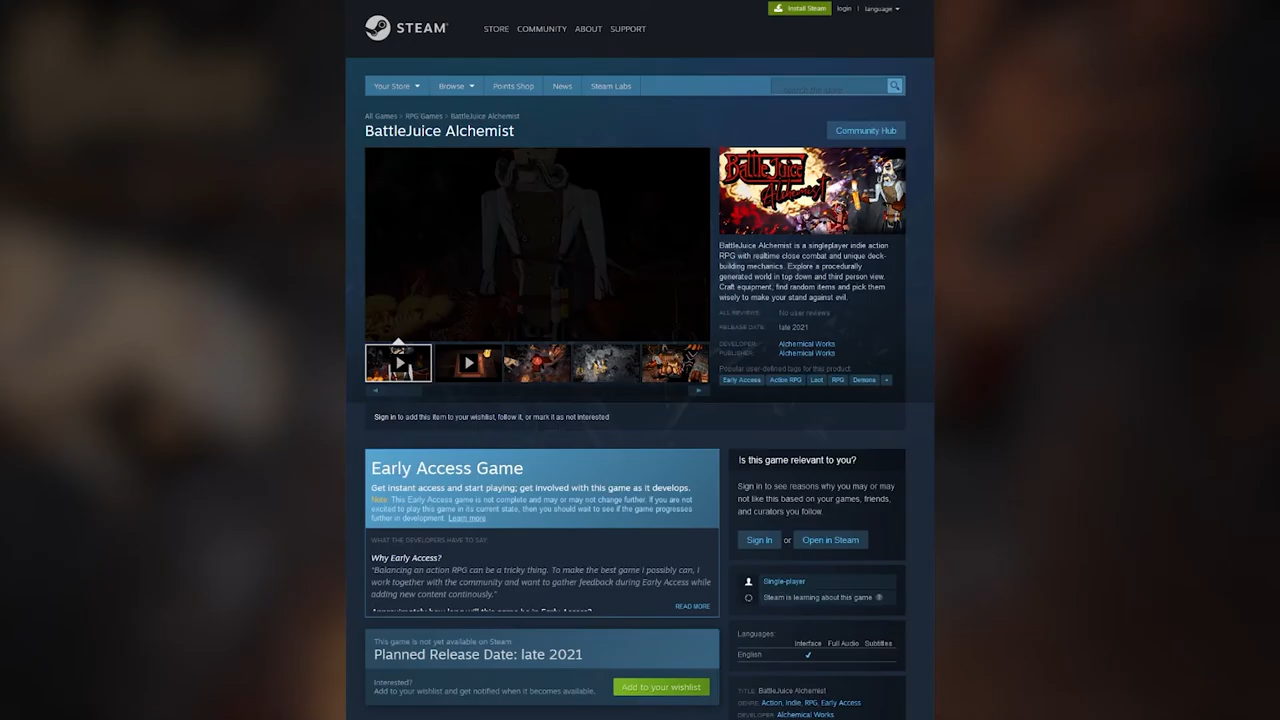 Install Steam
login
language
STEAM
STORE
COMMUNITY
ABOUT
SUPPORT
Your Store
Browse
Points Shop
News
Steam Labs
search the store
All Games > RPG Games > BattleJuice Alchemist
BattleJuice Alchemist
Community Hub
BattleJuice
Alchemist
BattleJuice Alchemist is a singleplayer indie action
RPG with realtime close combat and unique deck-
building mechanics. Explore a procedurally
generated world in top down and third person view.
Craft equipment, find random items and pick them
wisely to make your stand against evil.
ALL REVIEWS: No user reviews
RELEASE DATE: late 2021
DEVELOPER: Alchemical Works
PUBLISHER: Alchemical Works
Popular user-defined tags for this product:
Early Access
Action RPG
Loot
RPG
Demons
+
Sign in to add this item to your wishlist, follow it, or mark it as not interested
Early Access Game
Get instant access and start playing; get involved with this game as it develops.
Note: This Early Access game is not complete and may or may not change further. If you are not
excited to play this game in its current state, then you should wait to see if the game progresses
further in development. Learn more
WHAT THE DEVELOPERS HAVE TO SAY:
Why Early Access?
"Balancing an action RPG can be a tricky thing. To make the best game I possibly can, I
work together with the community and want to gather feedback during Early Access while
adding new content continously."
Approximately how long will this game be in Early Access?
READ MORE
This game is not yet available on Steam
Planned Release Date: late 2021
Interested?
Add to your wishlist and get notified when it becomes available.
Add to your wishlist
Is this game relevant to you?
Sign in to see reasons why you may or may
not like this based on your games, friends,
and curators you follow.
Sign In or Open in Steam
Single-player
Steam is learning about this game
Languages:
Interface Full Audio Subtitles
English ✔
TITLE: BattleJuice Alchemist
GENRE: Action, Indie, RPG, Early Access
DEVELOPER: Alchemical Works